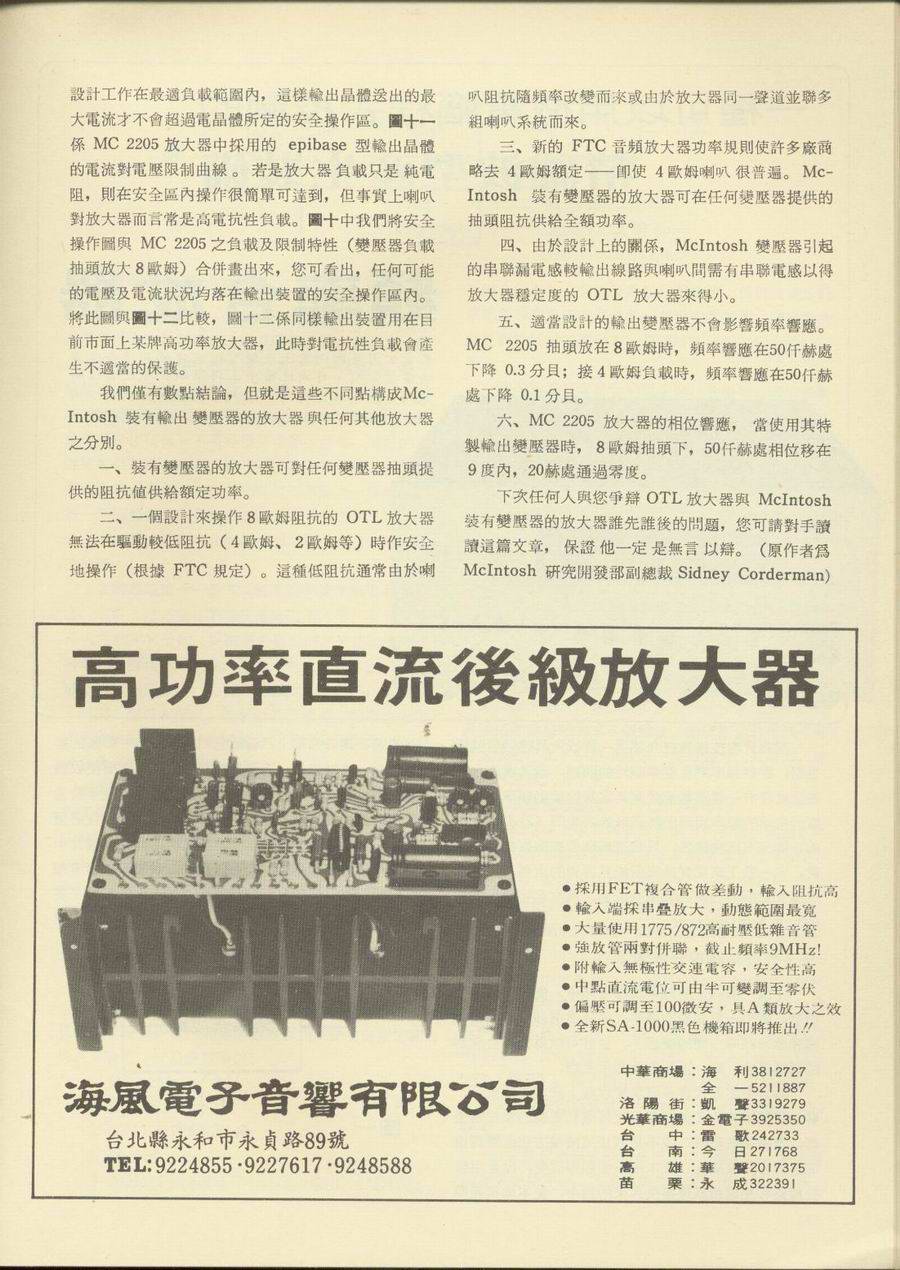 設計工作在最適負載範圍內，這樣輸出晶體送出的最
大電流才不會超過電晶體所定的安全操作區。圖十一
係 MC 2205 放大器中採用的 epibase 型輸出晶體
的電流對電壓限制曲線。若是放大器負載只是純電
阻，則在安全區內操作很簡單可達到，但事實上喇叭
對放大器而言常是高電抗性負載。圖十中我們將安全
操作圖與 MC 2205 之負載及限制特性（變壓器負載
抽頭放大 8 歐姆）合併畫出來，您可看出，任何可能
的電壓及電流狀況均落在輸出裝置的安全操作區內。
將此圖與圖十二比較，圖十二係同樣輸出裝置用在目
前市面上某牌高功率放大器，此時對電抗性負載會產
生不適當的保護。
我們僅有數點結論，但就是這些不同點構成Mc-
Intosh 裝有輸出變壓器的放大器與任何其他放大器
之分別。
一、裝有變壓器的放大器可對任何變壓器抽頭提
供的阻抗値供給額定功率。
二、一個設計來操作 8 歐姆阻抗的 OTL 放大器
無法在驅動較低阻抗（4 歐姆、2 歐姆等）時作安全
地操作（根據 FTC 規定）。這種低阻抗通常由於喇
叭阻抗隨頻率改變而來或由於放大器同一聲道並聯多
組喇叭系統而來。
三、新的 FTC 音頻放大器功率規則使許多廠商
略去 4 歐姆額定——即使 4 歐姆喇叭很普遍。Mc-
Intosh 裝有變壓器的放大器可在任何變壓器提供的
抽頭阻抗供給全額功率。
四、由於設計上的關係，McIntosh 變壓器引起
的串聯漏電感較輸出線路與喇叭間需有串聯電感以得
放大器穩定度的 OTL 放大器來得小。
五、適當設計的輸出變壓器不會影響頻率響應。
MC 2205 抽頭放在 8 歐姆時，頻率響應在50仟赫處
下降 0.3 分貝；接 4 歐姆負載時，頻率響應在50仟赫
處下降 0.1 分貝。
六、MC 2205 放大器的相位響應，當使用其特
製輸出變壓器時，8 歐姆抽頭下，50仟赫處相位移在
9 度內，20赫處通過零度。
下次任何人與您爭辯 OTL 放大器與 McIntosh
裝有變壓器的放大器誰先誰後的問題，您可請對手讀
讀這篇文章，保證他一定是無言以辯。（原作者爲
McIntosh 硏究開發部副總裁 Sidney Corderman）
高功率直流後級放大器
●採用FET複合管做差動，輸入阻抗高
●輸入端採串疊放大，動態範圍最寬
●大量使用1775/872高耐壓低雜音管
●強放管兩對併聯，截止頻率9MHz!
●附輸入無極性交連電容，安全性高
●中點直流電位可由半可變調至零伏
●偏壓可調至100微安，具A類放大之效
●全新SA-1000黑色機箱即將推出!!
海風電子音響有限公司
台北縣永和市永貞路89號
TEL:9224855·9227617·9248588
中華商場：海 利3812727
全 一5211887
洛陽街：凱 聲3319279
光華商場：金電子3925350
台 中：雷 歌242733
台 南：今 日271768
高 雄：華 聲2017375
苗 栗：永 成322391